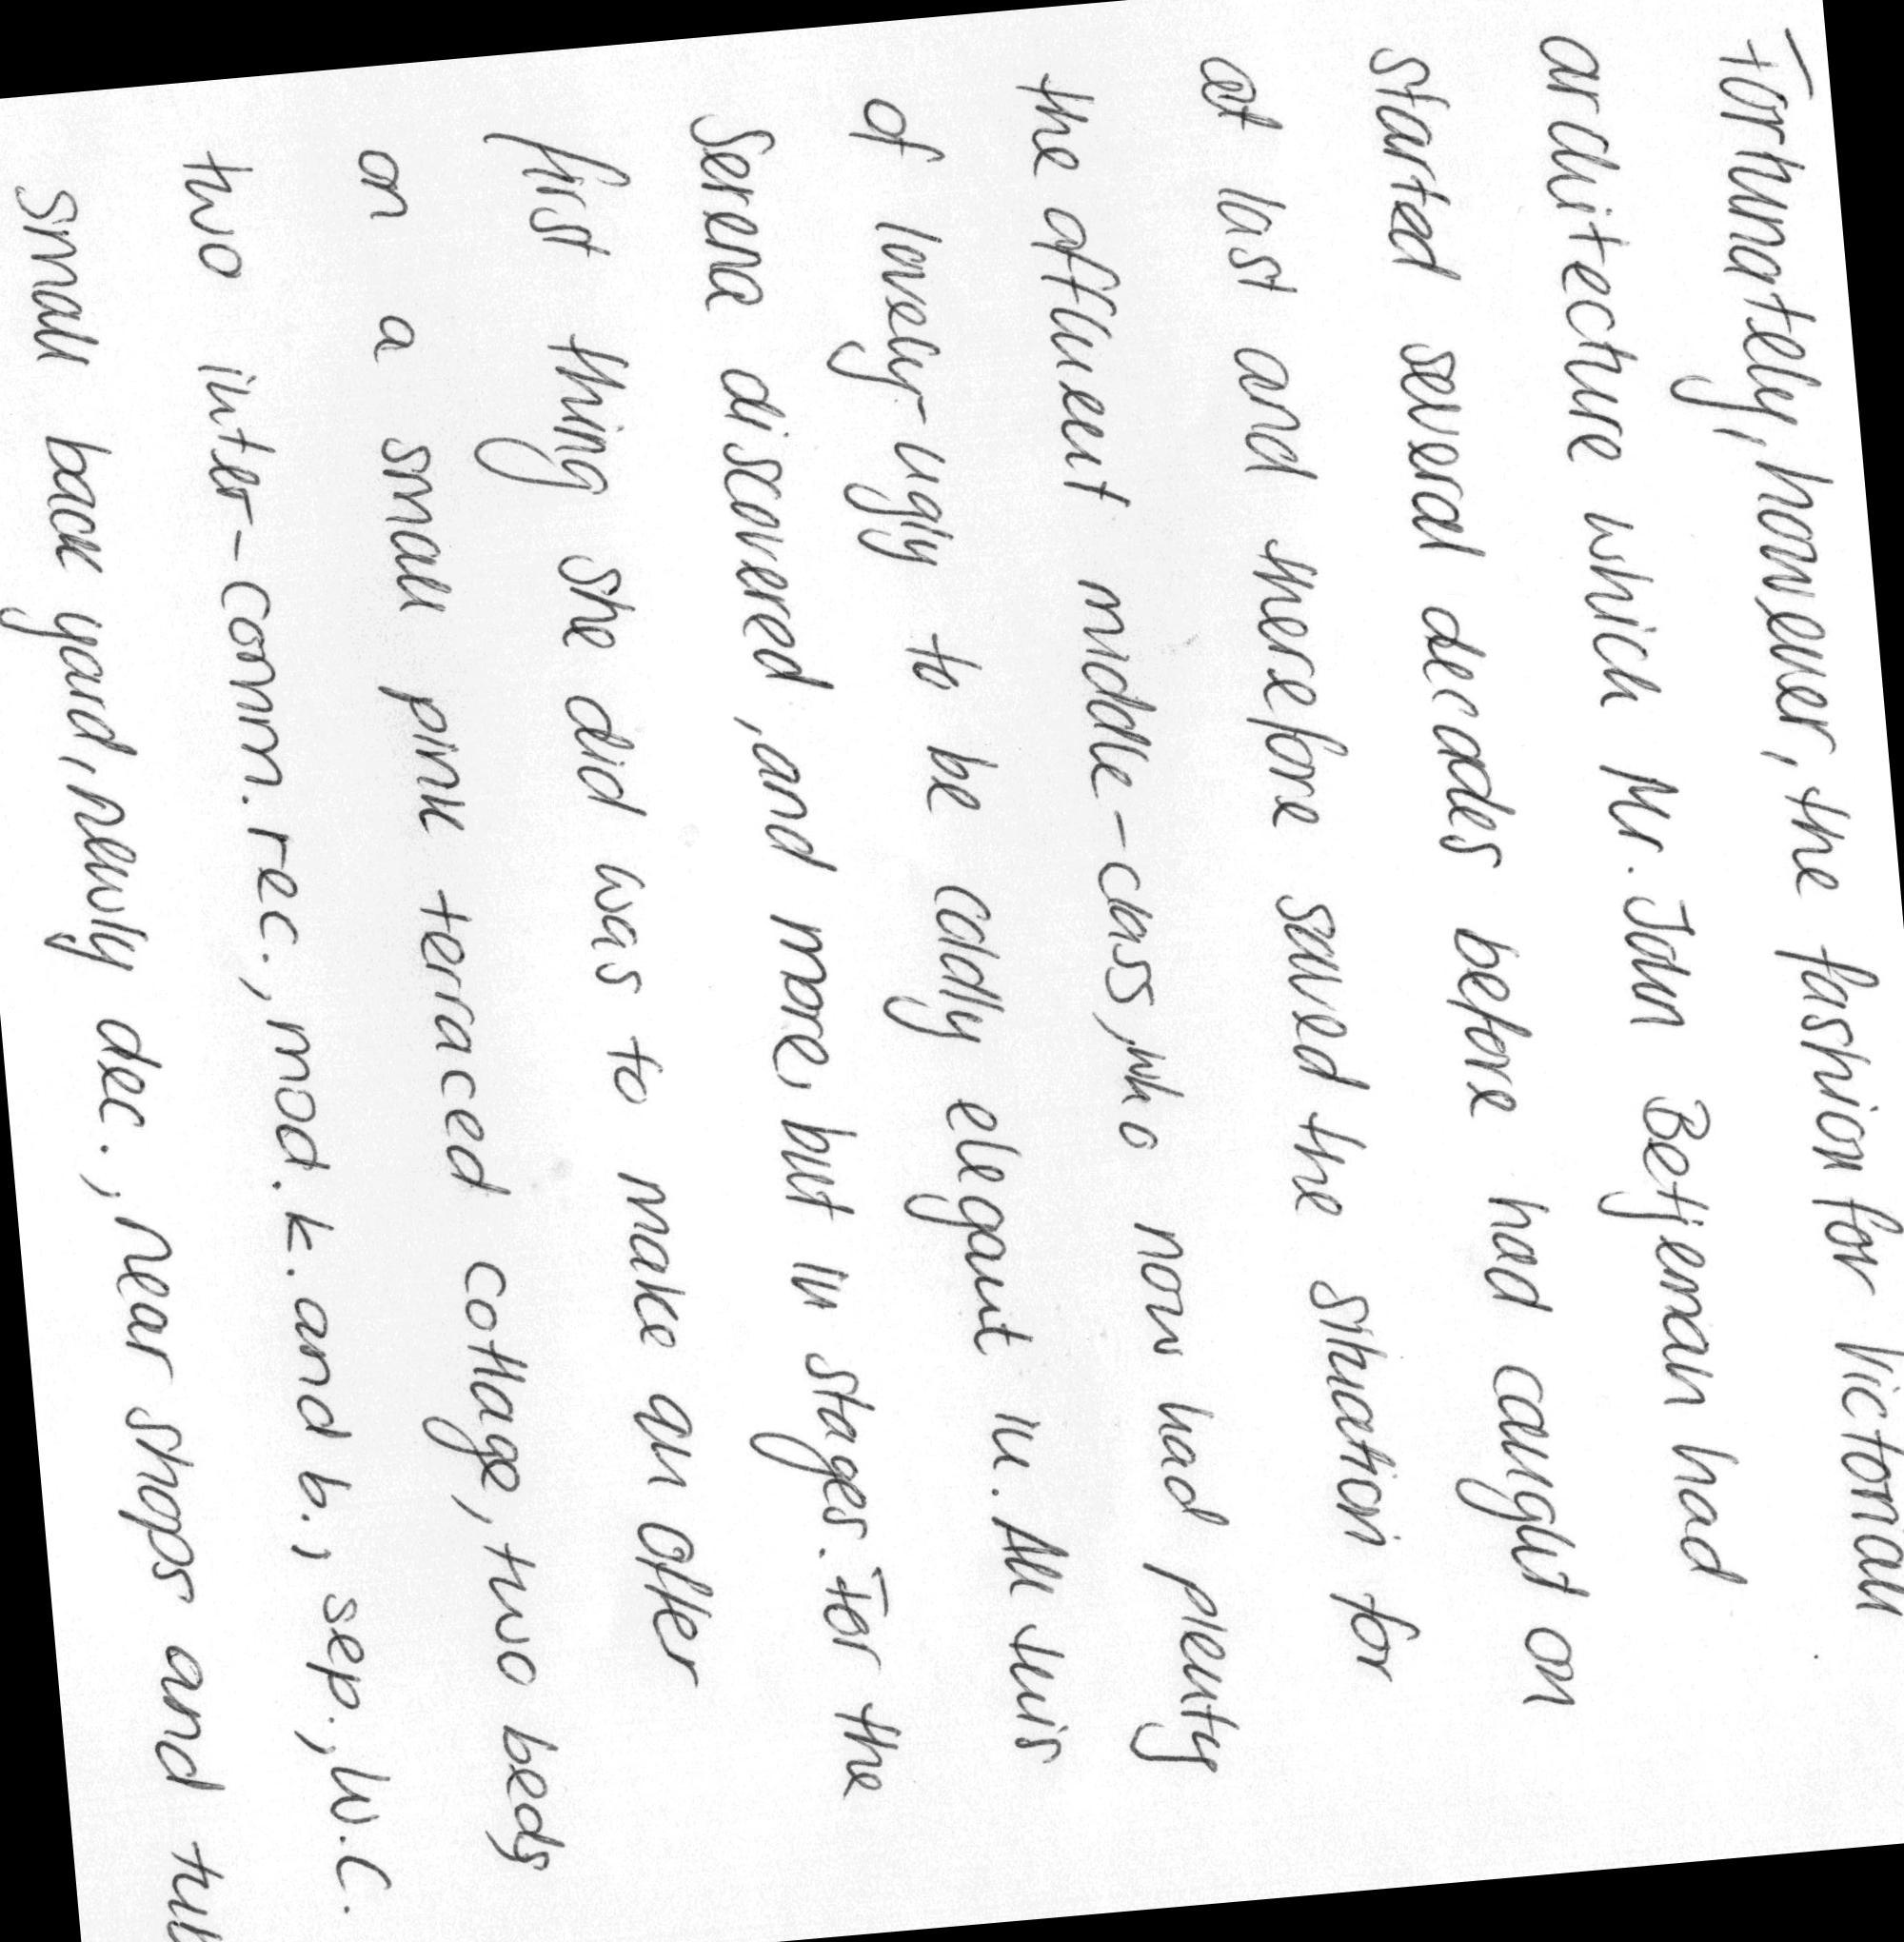 Fortunately, however, the fashion for Victorian
architecture which Mr. John Betjeman had
started several decades before had caught on
at last and therefore saved the situation for
the affluent middle-class, who now had plenty
of lovely-ugly to be oddly elegant in. All this
Serena discovered, and more, but in stages. For the
first thing she did was to make an offer
on a small pink terraced cottage, two beds
two inter-comm. rec., mod. k. and b., sep., W.C.
small back yard, newly dec., near shops and